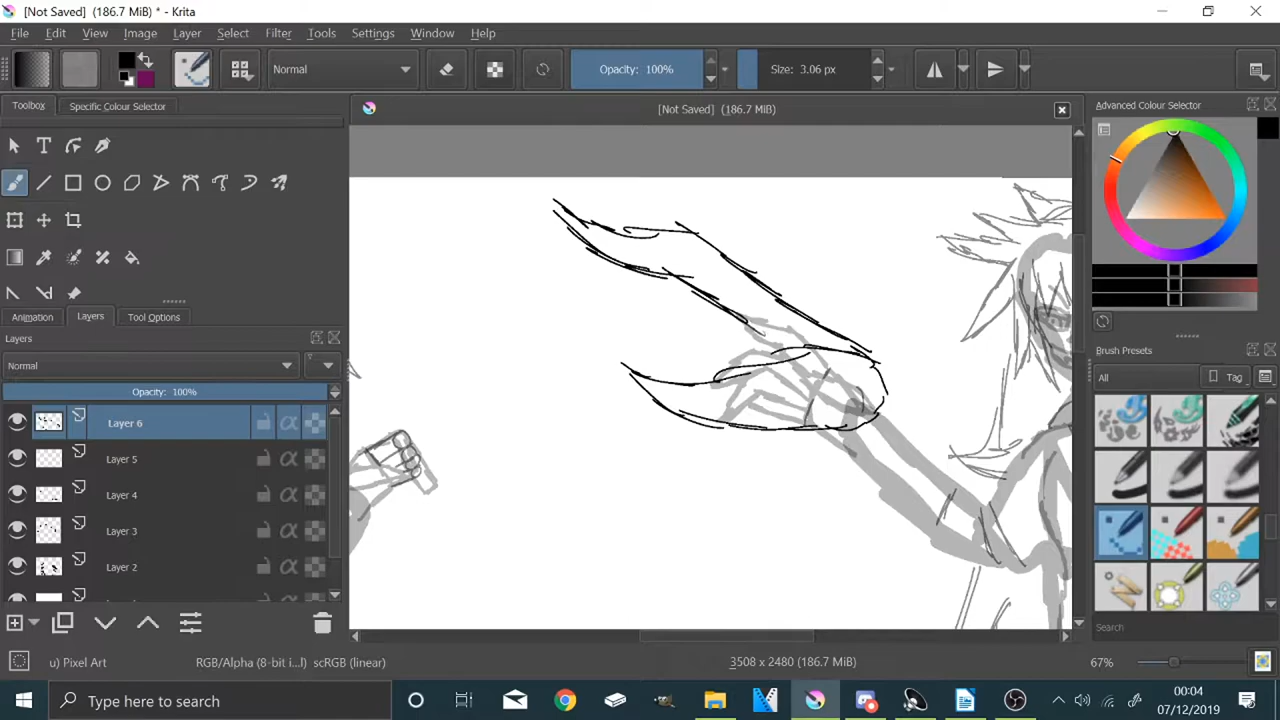 [Not Saved] (186.7 MiB) * - Krita
File Edit View Image Layer Select Filter Tools Settings Window Help
Normal
Opacity: 100%
Size: 3.06 px
Toolbox
Specific Colour Selector
[Not Saved] (186.7 MiB)
Advanced Colour Selector
Animation
Layers
Tool Options
Layers
Normal
Opacity: 100%
Layer 6
Layer 5
Layer 4
Layer 3
Layer 2
Brush Presets
All
Tag
Search
u) Pixel Art
RGB/Alpha (8-bit i...l) scRGB (linear)
3508 x 2480 (186.7 MiB)
67%
Type here to search
00:04
07/12/2019